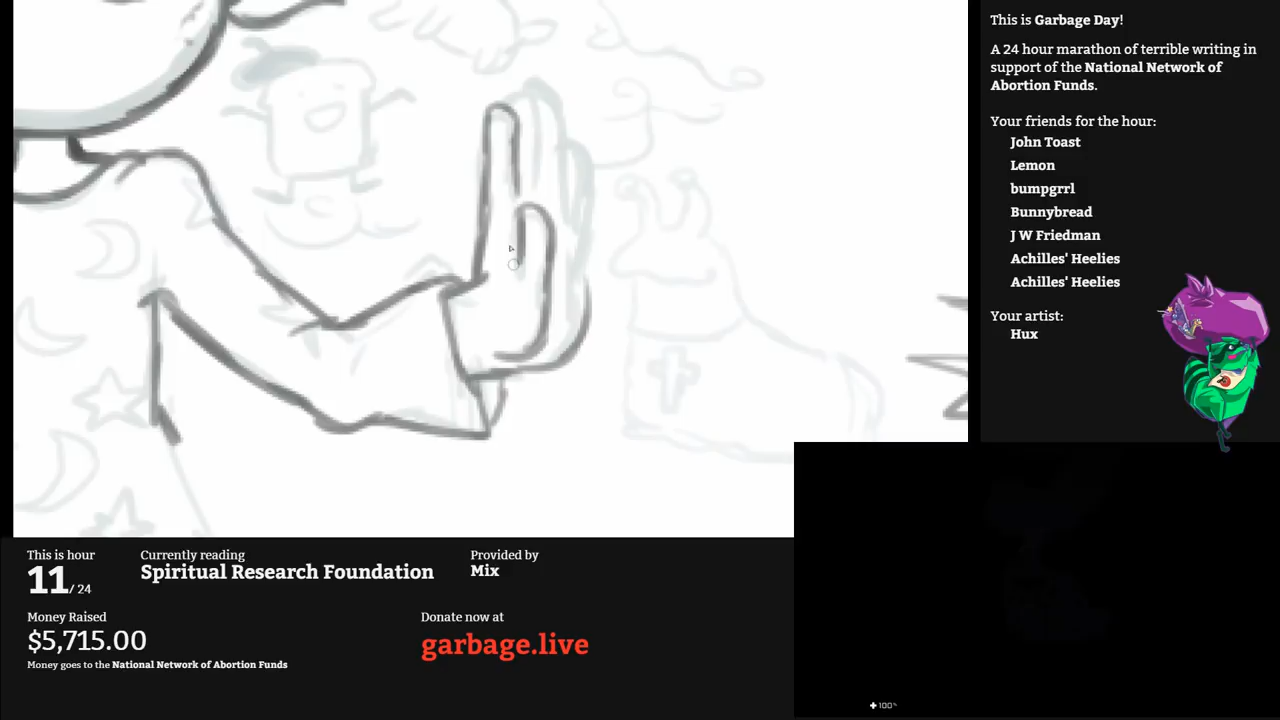 This is Garbage Day!
A 24 hour marathon of terrible writing in
support of the National Network of
Abortion Funds.
Your friends for the hour:
John Toast
Lemon
bumpgrrl
Bunnybread
J W Friedman
Achilles' Heelies
Achilles' Heelies
Your artist:
Hux
This is hour
11 / 24
Currently reading
Spiritual Research Foundation
Provided by
Mix
Money Raised
$5,715.00
Money goes to the National Network of Abortion Funds
Donate now at
garbage.live
100%